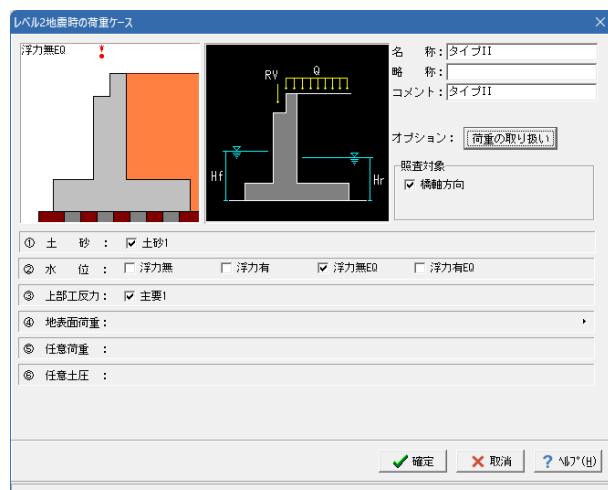 レベル2地震時の荷重ケース
浮力無EQ
RV Q
Hf
Hr
名 称：タイプII
略 称：
コメント：タイプII
オプション： 荷重の取り扱い
照査対象
橋軸方向
① 土 砂 ： 土砂1
② 水 位 ： 浮力無 浮力有 浮力無EQ 浮力有EQ
③ 上部工反力： 主要1
④ 地表面荷重：
⑤ 任意荷重 ：
⑥ 任意土圧 ：
確定 取消 ? ﾍﾙﾌﾟ(H)